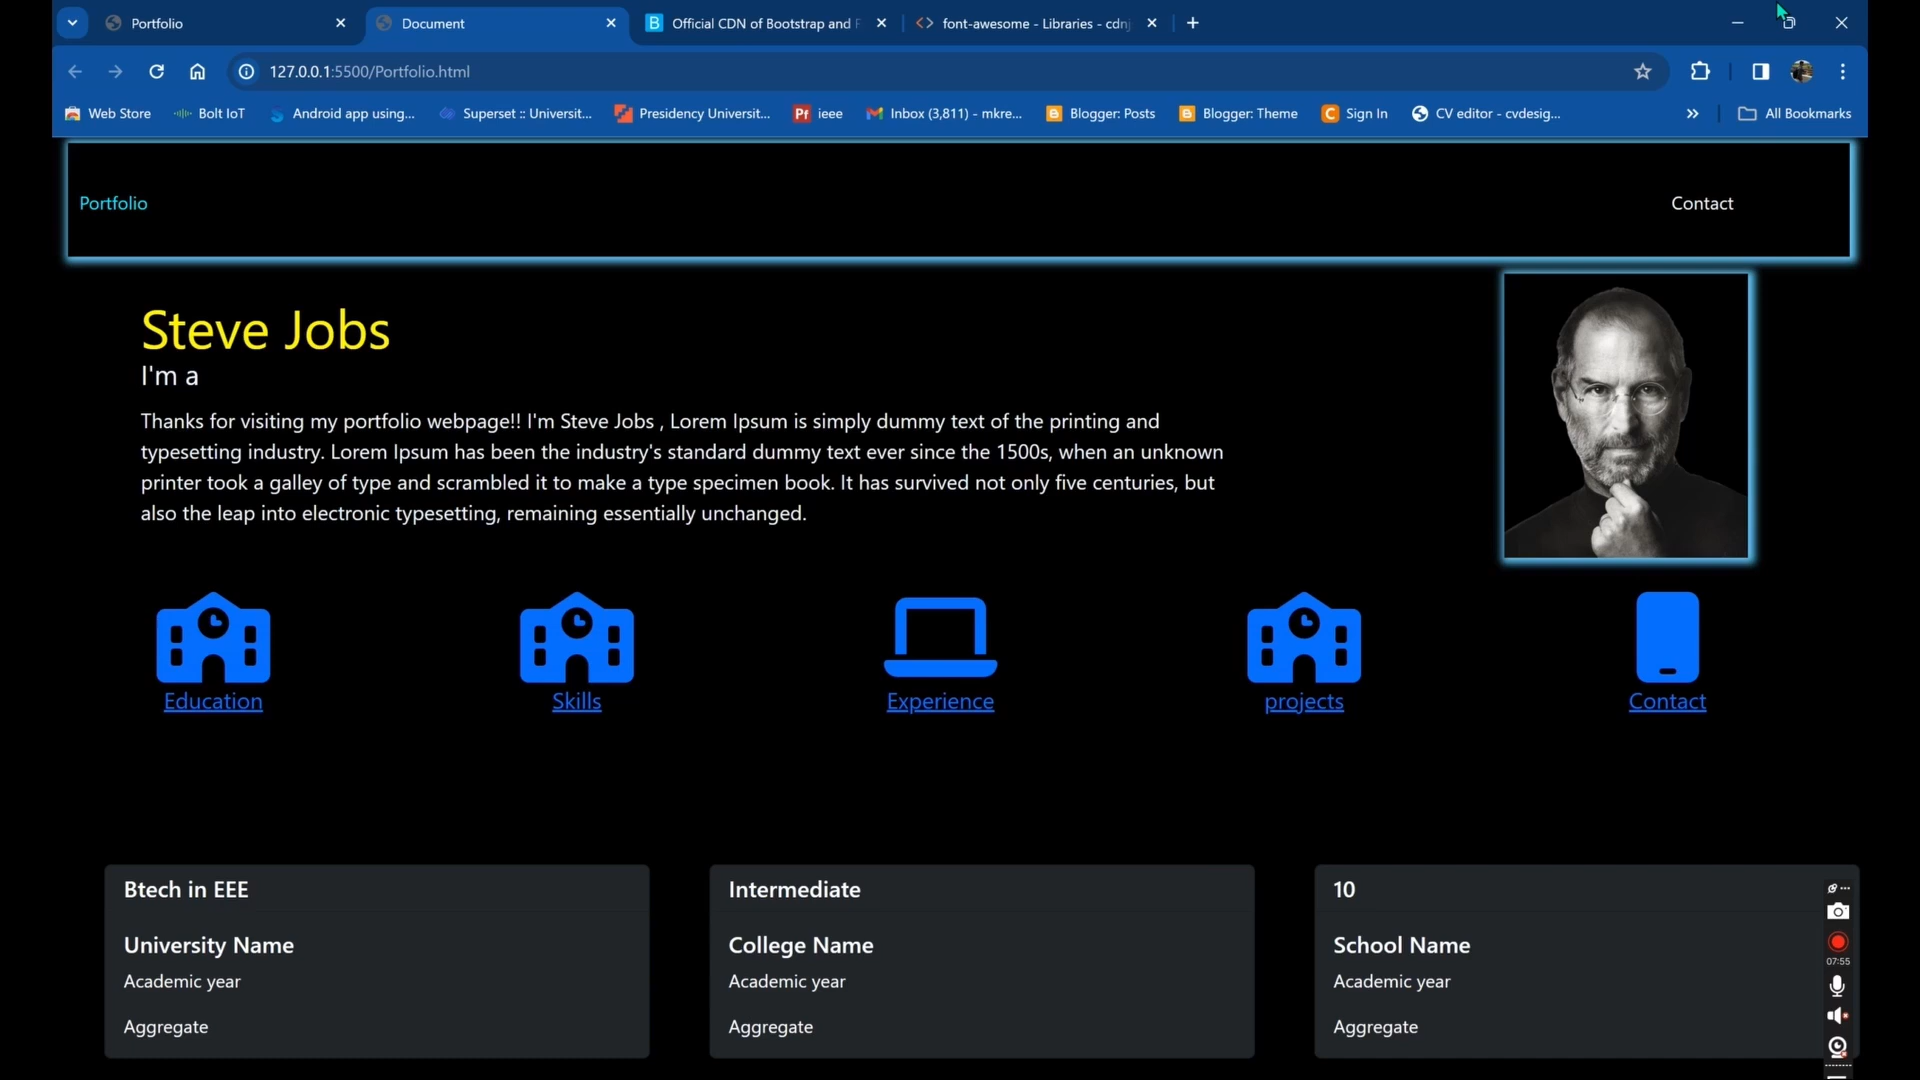 Portfolio
Document
Official CDN of Bootstrap and F
font-awesome - Libraries - cdnj
127.0.0.1:5500/Portfolio.html
Web Store
Bolt IoT
Android app using...
Superset :: Universit...
Presidency Universit...
Pf ieee
Inbox (3,811) - mkre...
Blogger: Posts
Blogger: Theme
Sign In
CV editor - cvdesig...
All Bookmarks
Portfolio
Contact
Steve Jobs
I'm a
Thanks for visiting my portfolio webpage!! I'm Steve Jobs , Lorem Ipsum is simply dummy text of the printing and
typesetting industry. Lorem Ipsum has been the industry's standard dummy text ever since the 1500s, when an unknown
printer took a galley of type and scrambled it to make a type specimen book. It has survived not only five centuries, but
also the leap into electronic typesetting, remaining essentially unchanged.
Education
Skills
Experience
projects
Contact
Btech in EEE
University Name
Academic year
Aggregate
Intermediate
College Name
Academic year
Aggregate
10
School Name
Academic year
Aggregate
07:55